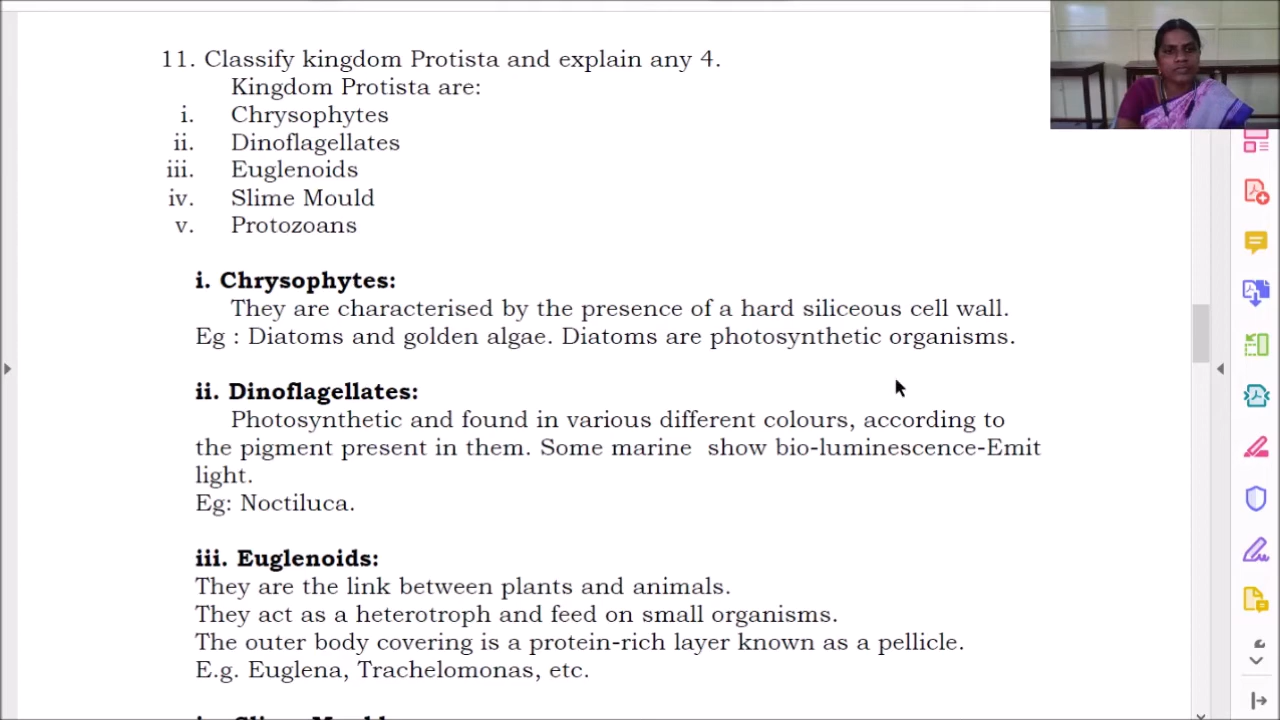 11. Classify kingdom Protista and explain any 4.
Kingdom Protista are:
i. Chrysophytes
ii. Dinoflagellates
iii. Euglenoids
iv. Slime Mould
v. Protozoans
i. Chrysophytes:
They are characterised by the presence of a hard siliceous cell wall.
Eg : Diatoms and golden algae. Diatoms are photosynthetic organisms.
ii. Dinoflagellates:
Photosynthetic and found in various different colours, according to
the pigment present in them. Some marine  show bio-luminescence-Emit
light.
Eg: Noctiluca.
iii. Euglenoids:
They are the link between plants and animals.
They act as a heterotroph and feed on small organisms.
The outer body covering is a protein-rich layer known as a pellicle.
E.g. Euglena, Trachelomonas, etc.